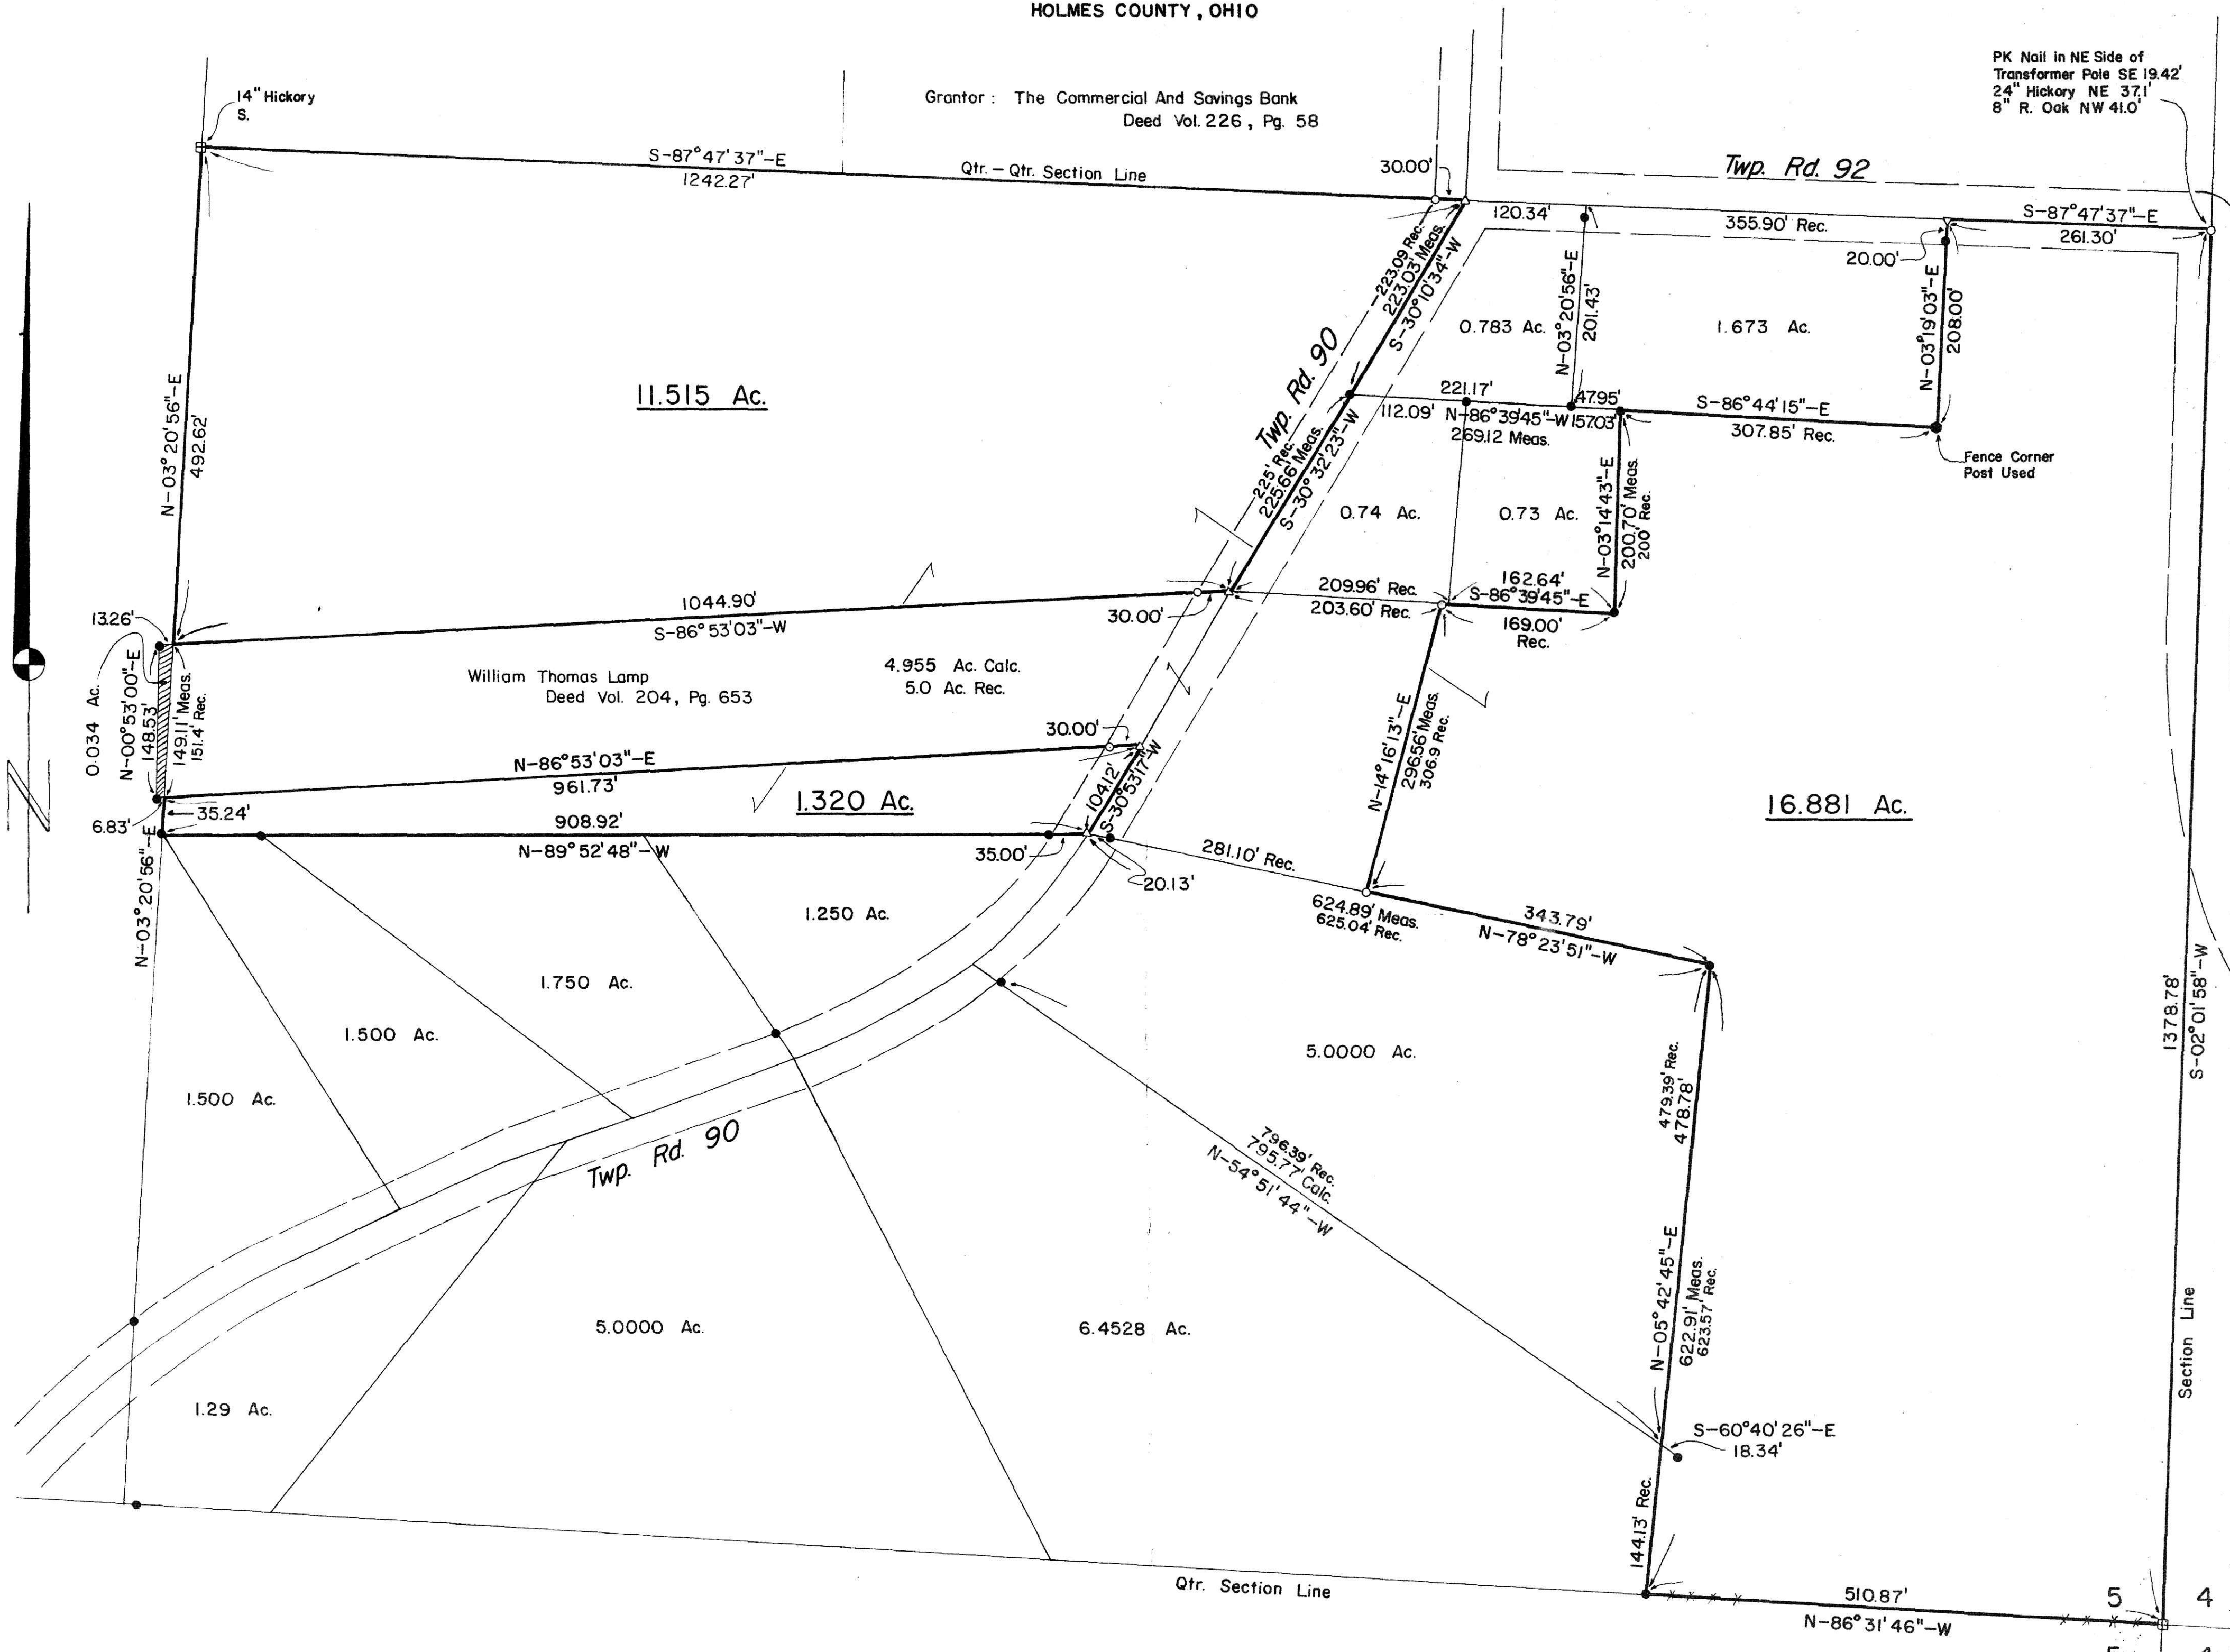 HOLMES COUNTY, OHIO
PK Nail in NE Side of
Transformer Pole SE 19.42'
24" Hickory NE 37.1'
8" R. Oak NW 41.0'
14" Hickory
S.
Grantor : The Commercial And Savings Bank
Deed Vol. 226, Pg. 58
S-87°47'37"-E
1242.27'
Qtr. - Qtr. Section Line
30.00'
Twp. Rd. 92
120.34'
355.90' Rec.
S-87°47'37"-E
261.30'
20.00'
223.09 Rec.
223.03' Meas.
S-30°10'34"-W
N-03°20'56"-E
201.43'
N-03°19'03"-E
208.00'
0.783 Ac.
1.673 Ac.
Twp. Rd. 90
N-03°20'56"-E
492.62'
11.515 Ac.
221.17'
47.95'
112.09'
N-86°39'45"-W
157.03'
269.12 Meas.
S-86°44'15"-E
307.85' Rec.
Fence Corner
Post Used
225' Rec.
225.66' Meas.
S-30°32'23"-W
0.74 Ac.
0.73 Ac.
N-03°14'43"-E
200.70' Meas.
200' Rec.
1044.90'
S-86°53'03"-W
30.00'
209.96' Rec.
203.60' Rec.
162.64'
S-86°39'45"-E
169.00'
Rec.
13.26'
0.034 Ac.
N-00°53'00"-E
148.53'
149.11' Meas.
151.4' Rec.
William Thomas Lamp
Deed Vol. 204, Pg. 653
4.955 Ac. Calc.
5.0 Ac. Rec.
30.00'
N-86°53'03"-E
961.73'
1.320 Ac.
104.12'
S-30°53'17"-W
N-14°16'13"-E
296.56' Meas.
306.9 Rec.
16.881 Ac.
6.83'
35.24'
908.92'
N-89°52'48"-W
35.00'
20.13'
281.10' Rec.
N-03°20'56"-E
624.89' Meas.
625.04' Rec.
343.79'
N-78°23'51"-W
1.250 Ac.
1.750 Ac.
1.500 Ac.
1.500 Ac.
5.0000 Ac.
1378.78'
S-02°01'58"-W
479.39' Rec.
478.78'
Twp. Rd. 90
796.39' Rec.
795.77' Calc.
N-54°51'44"-W
N-05°42'45"-E
622.91' Meas.
623.57' Rec.
5.0000 Ac.
6.4528 Ac.
1.29 Ac.
S-60°40'26"-E
18.34'
144.13' Rec.
Section Line
Qtr. Section Line
510.87'
N-86°31'46"-W
5 4